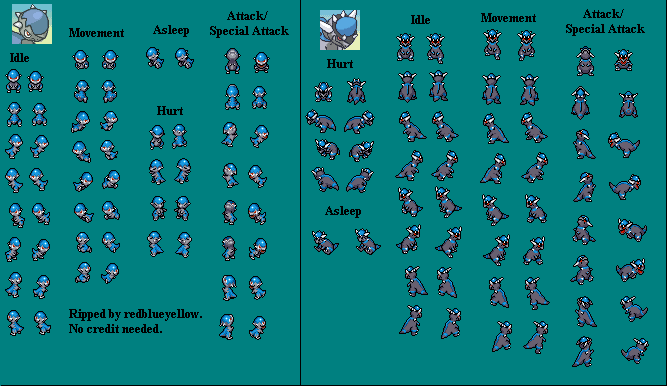 Movement
Asleep
Attack/
Special Attack
Idle
Hurt
Ripped by redblueyellow.
No credit needed.
Idle
Movement
Attack/
Special Attack
Hurt
Asleep